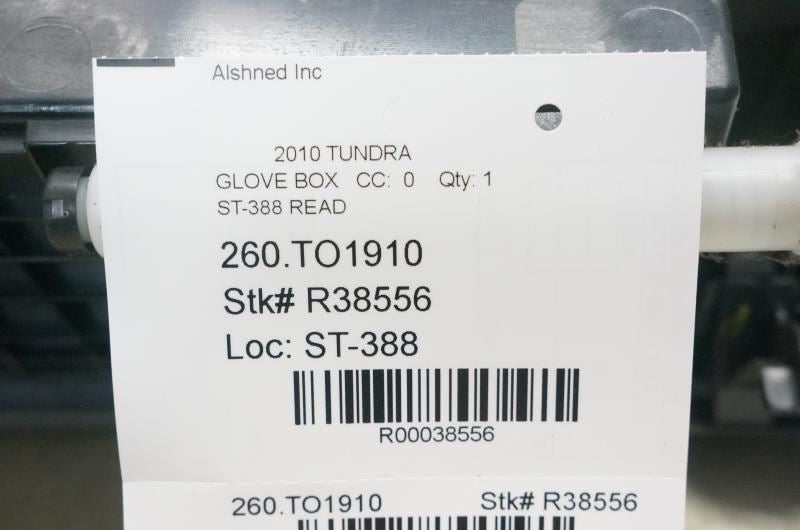 Alshned Inc
2010 TUNDRA
GLOVE BOX CC: 0 Qty: 1
ST-388 READ
260.TO1910
Stk# R38556
Loc: ST-388
R00038556
260.TO1910 Stk# R38556